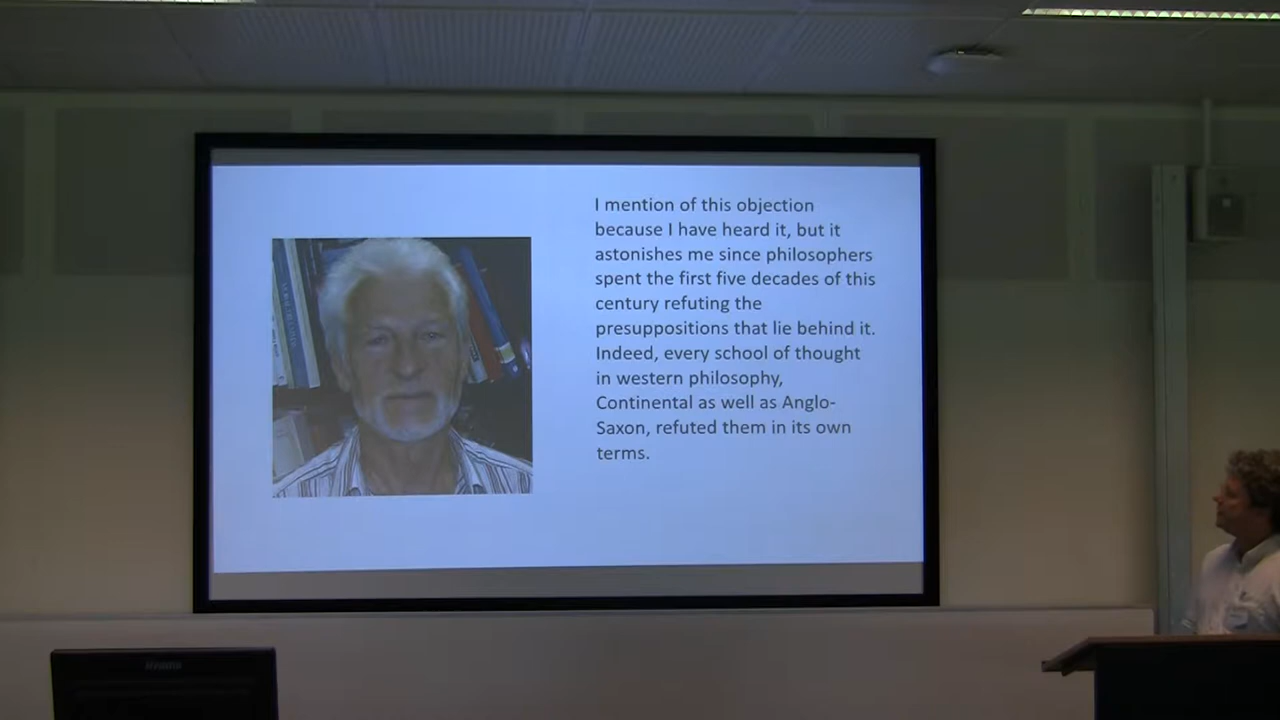 I mention of this objection
because I have heard it, but it
astonishes me since philosophers
spent the first five decades of this
century refuting the
presuppositions that lie behind it.
Indeed, every school of thought
in western philosophy,
Continental as well as Anglo-
Saxon, refuted them in its own
terms.